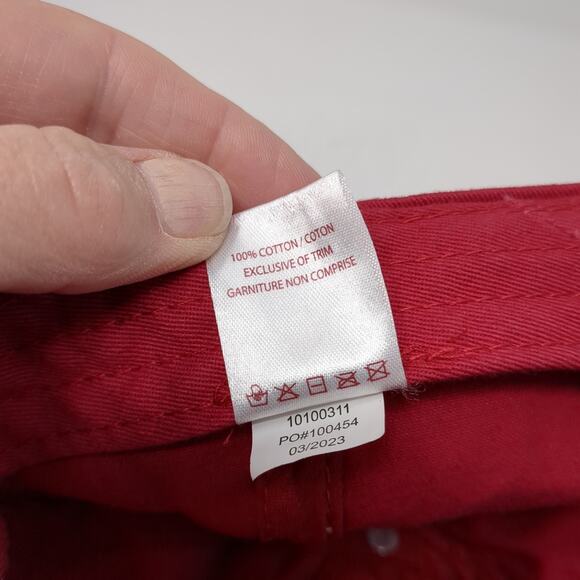 100% COTTON / COTON
EXCLUSIVE OF TRIM
GARNITURE NON COMPRISE
10100311
PO#100454
03/2023